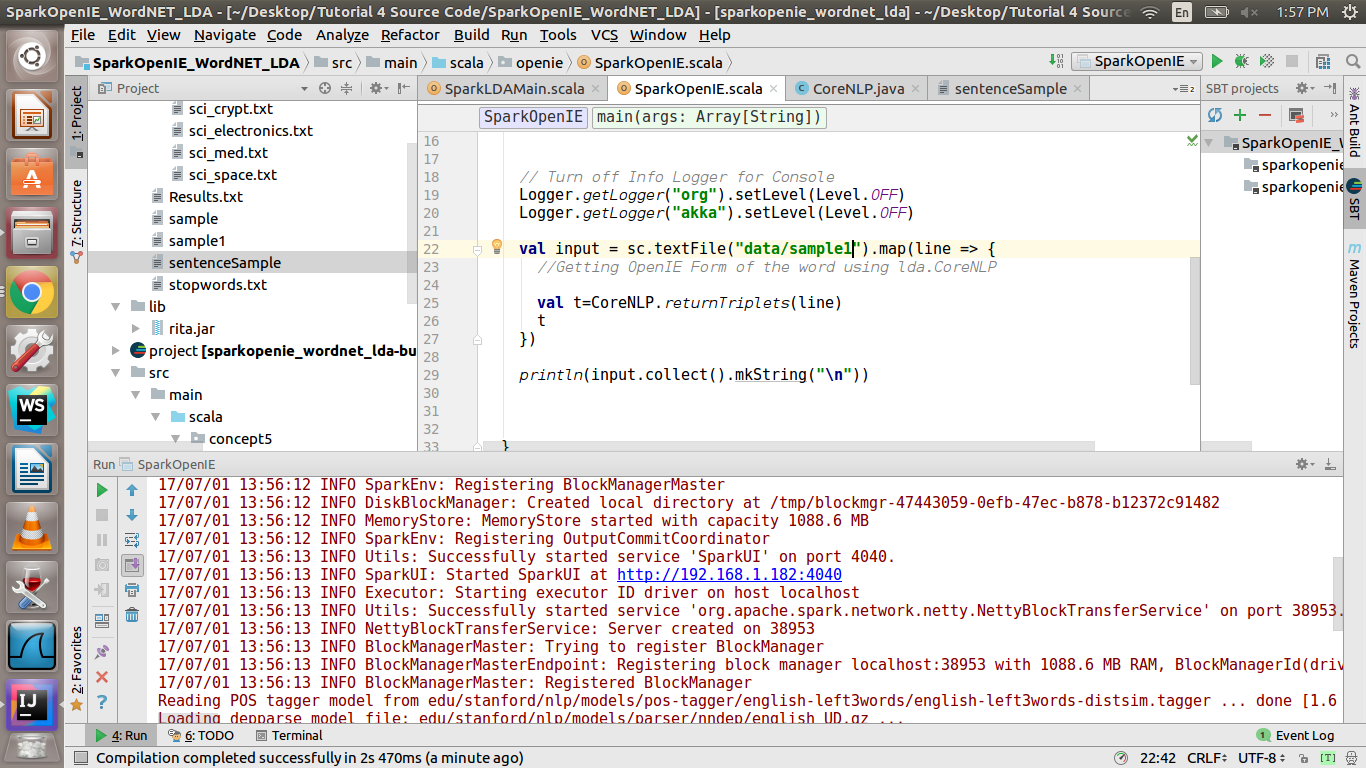 SparkOpenIE_WordNET_LDA - [~/Desktop/Tutorial 4 Source Code/SparkOpenIE_WordNET_LDA] - [sparkopenie_wordnet_lda] - ~/Desktop/Tutorial 4 Source En 1:57 PM
File Edit View Navigate Code Analyze Refactor Build Run Tools VCS Window Help
SparkOpenIE_WordNET_LDA src main scala openie SparkOpenIE.scala SparkOpenIE
Project SparkLDAMain.scala SparkOpenIE.scala CoreNLP.java sentenceSample SBT projects
1: Project
7: Structure
2: Favorites
sci_crypt.txt
sci_electronics.txt
sci_med.txt
sci_space.txt
Results.txt
sample
sample1
sentenceSample
stopwords.txt
lib
rita.jar
project [sparkopenie_wordnet_lda-bu
src
main
scala
concept5
SparkOpenIE main(args: Array[String])
16
17
18 // Turn off Info Logger for Console
19 Logger.getLogger("org").setLevel(Level.OFF)
20 Logger.getLogger("akka").setLevel(Level.OFF)
21
22 val input = sc.textFile("data/sample1").map(line => {
23 //Getting OpenIE Form of the word using lda.CoreNLP
24
25 val t=CoreNLP.returnTriplets(line)
26 t
27 })
28
29 println(input.collect().mkString("\n"))
30
31
32
33 }
SparkOpenIE_W
sparkopenie
sparkopenie
Ant Build
SBT
m
Maven Projects
Run SparkOpenIE
17/07/01 13:56:12 INFO SparkEnv: Registering BlockManagerMaster
17/07/01 13:56:12 INFO DiskBlockManager: Created local directory at /tmp/blockmgr-47443059-0efb-47ec-b878-b12372c91482
17/07/01 13:56:12 INFO MemoryStore: MemoryStore started with capacity 1088.6 MB
17/07/01 13:56:12 INFO SparkEnv: Registering OutputCommitCoordinator
17/07/01 13:56:12 INFO Utils: Successfully started service 'SparkUI' on port 4040.
17/07/01 13:56:12 INFO SparkUI: Started SparkUI at http://192.168.1.182:4040
17/07/01 13:56:13 INFO Executor: Starting executor ID driver on host localhost
17/07/01 13:56:13 INFO Utils: Successfully started service 'org.apache.spark.network.netty.NettyBlockTransferService' on port 38953.
17/07/01 13:56:13 INFO NettyBlockTransferService: Server created on 38953
17/07/01 13:56:13 INFO BlockManagerMaster: Trying to register BlockManager
17/07/01 13:56:13 INFO BlockManagerMasterEndpoint: Registering block manager localhost:38953 with 1088.6 MB RAM, BlockManagerId(driv
17/07/01 13:56:13 INFO BlockManagerMaster: Registered BlockManager
Reading POS tagger model from edu/stanford/nlp/models/pos-tagger/english-left3words/english-left3words-distsim.tagger ... done [1.6
Loading depparse model file: edu/stanford/nlp/models/parser/nndep/english_UD.gz ...
4: Run 6: TODO Terminal 1 Event Log
Compilation completed successfully in 2s 470ms (a minute ago) 22:42 CRLF UTF-8 [T]
WS
IJ